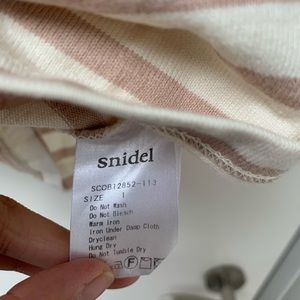 snidel
SCOB12852-113
SIZE 1
Do Not Wash
Do Not Bleach
Warm Iron
Iron Under Damp Cloth
Dryclean
Hung Dry
Do Not Tumble Dry
F